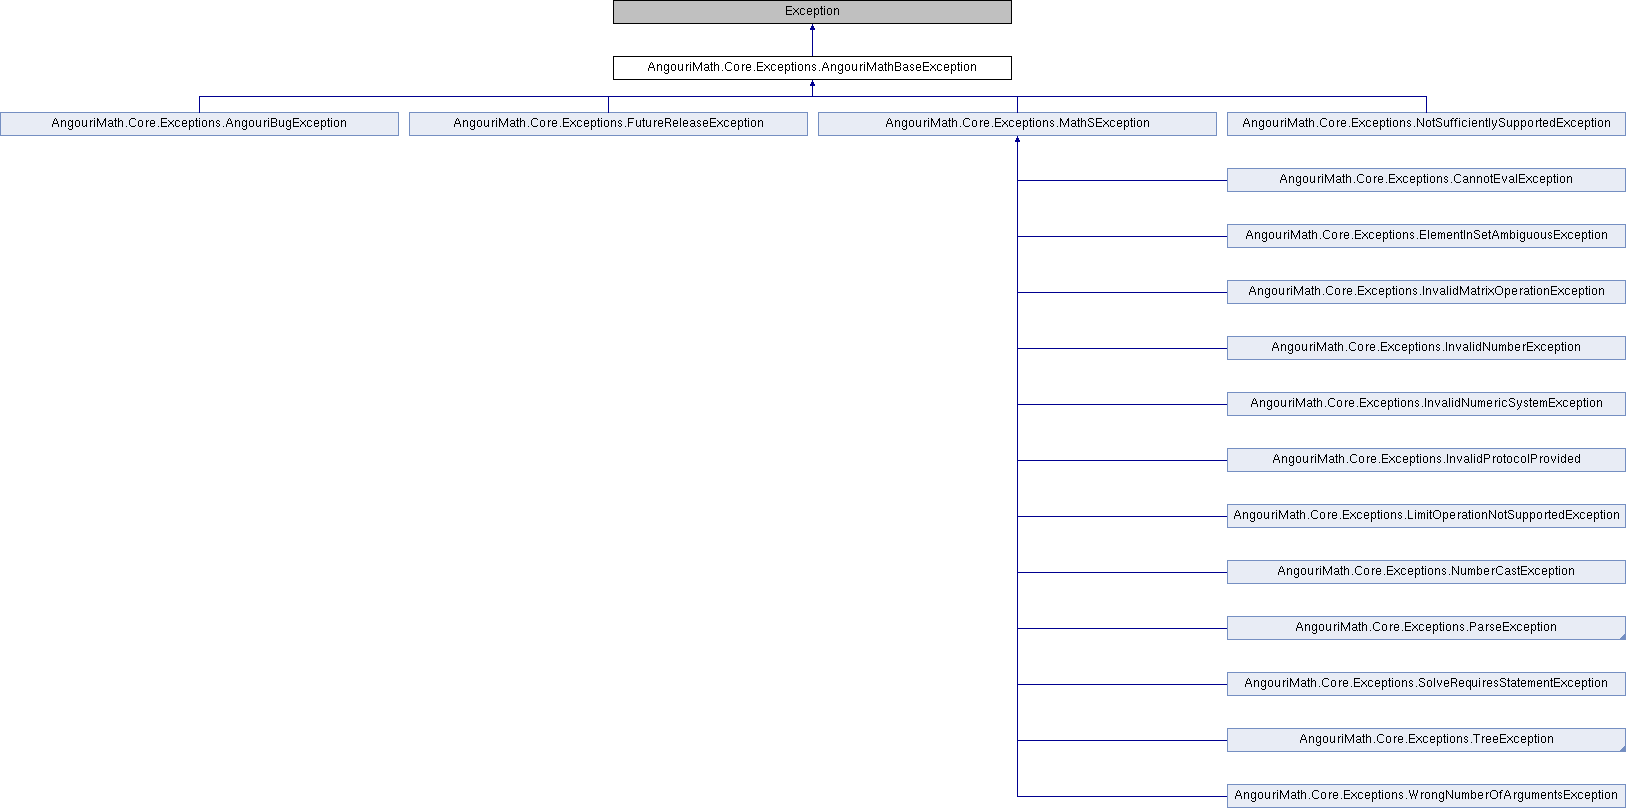 Exception
AngouriMath.Core.Exceptions.AngouriMathBaseException
AngouriMath.Core.Exceptions.AngouriBugException
AngouriMath.Core.Exceptions.FutureReleaseException
AngouriMath.Core.Exceptions.MathSException
AngouriMath.Core.Exceptions.NotSufficientlySupportedException
AngouriMath.Core.Exceptions.CannotEvalException
AngouriMath.Core.Exceptions.ElementInSetAmbiguousException
AngouriMath.Core.Exceptions.InvalidMatrixOperationException
AngouriMath.Core.Exceptions.InvalidNumberException
AngouriMath.Core.Exceptions.InvalidNumericSystemException
AngouriMath.Core.Exceptions.InvalidProtocolProvided
AngouriMath.Core.Exceptions.LimitOperationNotSupportedException
AngouriMath.Core.Exceptions.NumberCastException
AngouriMath.Core.Exceptions.ParseException
AngouriMath.Core.Exceptions.SolveRequiresStatementException
AngouriMath.Core.Exceptions.TreeException
AngouriMath.Core.Exceptions.WrongNumberOfArgumentsException